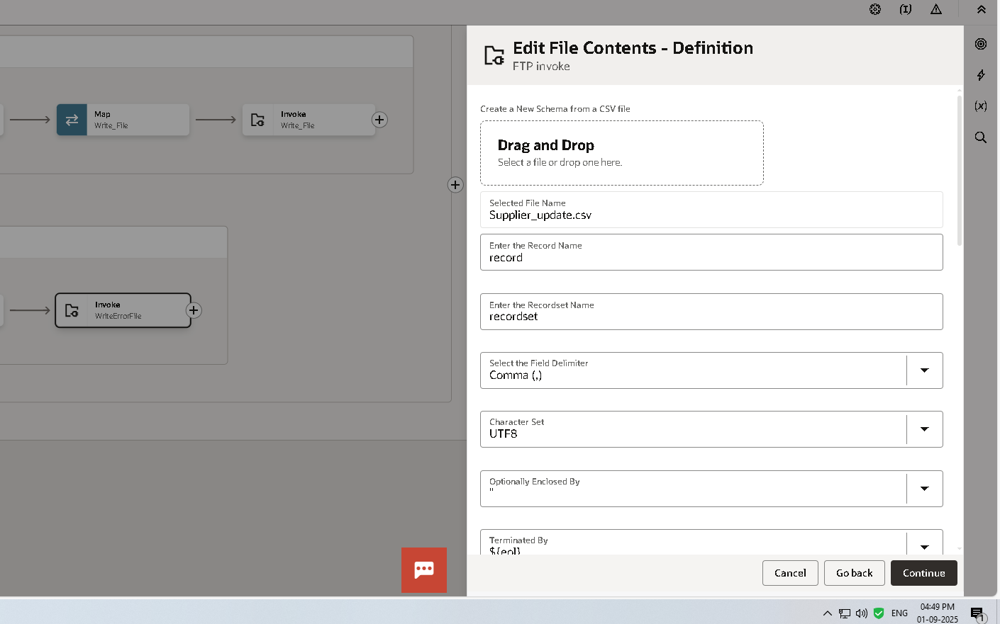 Edit File Contents - Definition
FTP invoke
Map
Write_File
Invoke
Write_File
Invoke
WriteErrorFile
Create a New Schema from a CSV file
Drag and Drop
Select a file or drop one here.
Selected File Name
Supplier_update.csv
Enter the Record Name
record
Enter the Recordset Name
recordset
Select the Field Delimiter
Comma (,)
Character Set
UTF8
Optionally Enclosed By
"
Terminated By
${eol}
Cancel
Go back
Continue
ENG
04:49 PM
01-09-2025
1